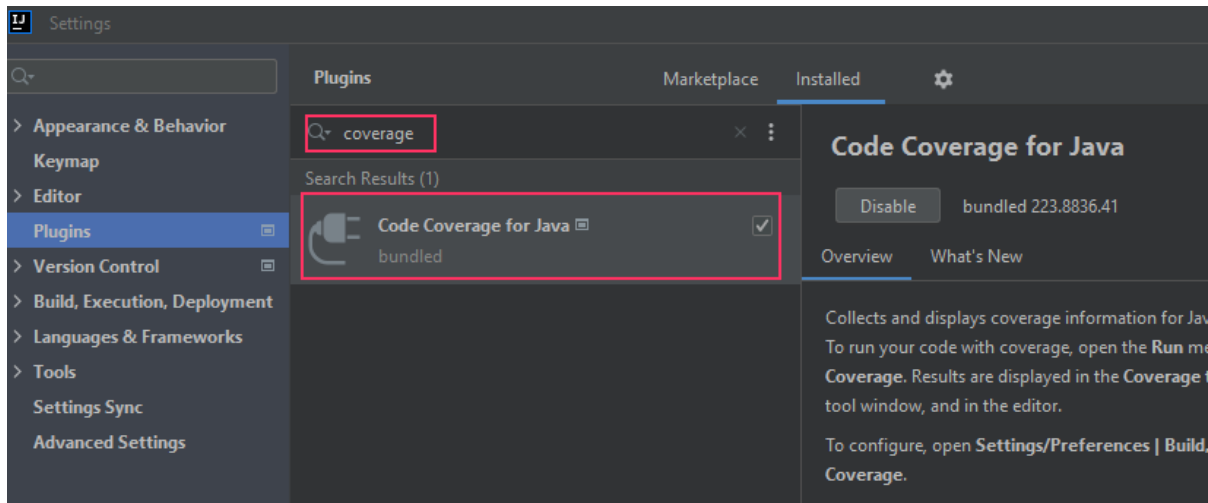 IJ
Settings
Appearance & Behavior
Keymap
Editor
Plugins
Version Control
Build, Execution, Deployment
Languages & Frameworks
Tools
Settings Sync
Advanced Settings
Plugins
Marketplace
Installed
coverage
Search Results (1)
Code Coverage for Java
bundled
Code Coverage for Java
Disable
bundled 223.8836.41
Overview
What's New
Collects and displays coverage information for
To run your code with coverage, open the Run
Coverage. Results are displayed in the Coverage
tool window, and in the editor.
To configure, open Settings/Preferences | Build,
Coverage.